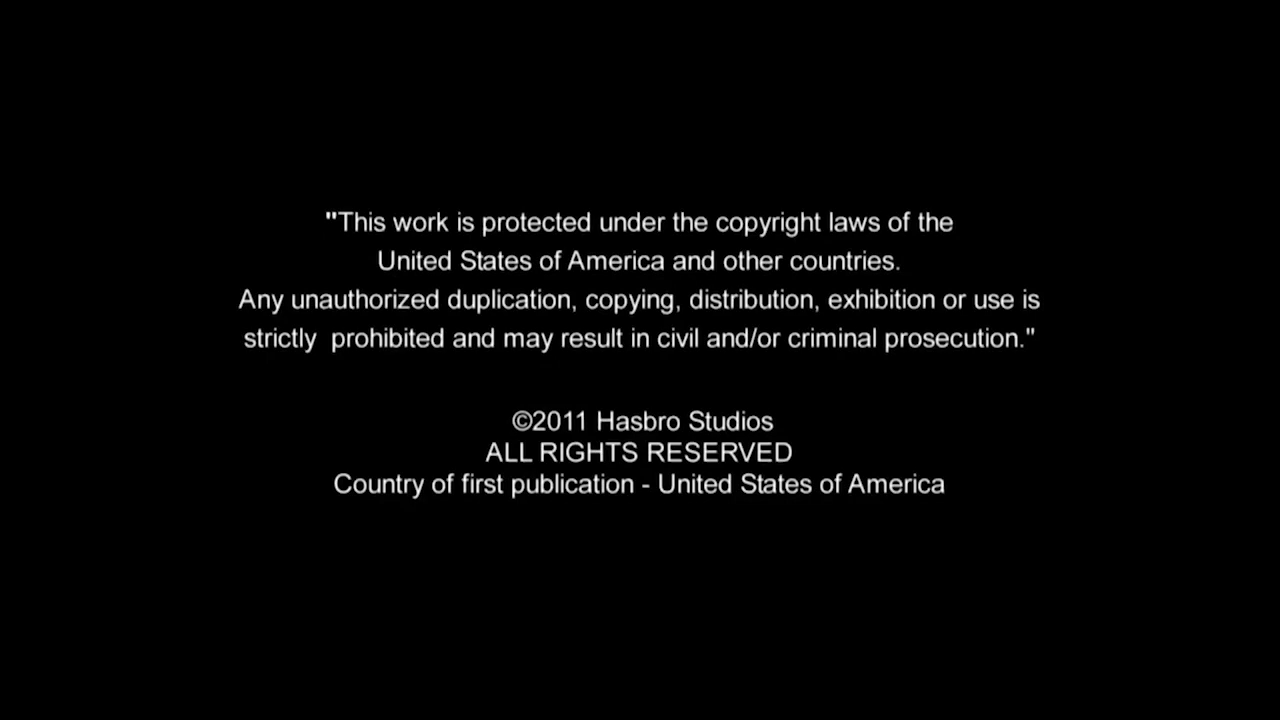 "This work is protected under the copyright laws of the
United States of America and other countries.
Any unauthorized duplication, copying, distribution, exhibition or use is
strictly  prohibited and may result in civil and/or criminal prosecution."
©2011 Hasbro Studios
ALL RIGHTS RESERVED
Country of first publication - United States of America